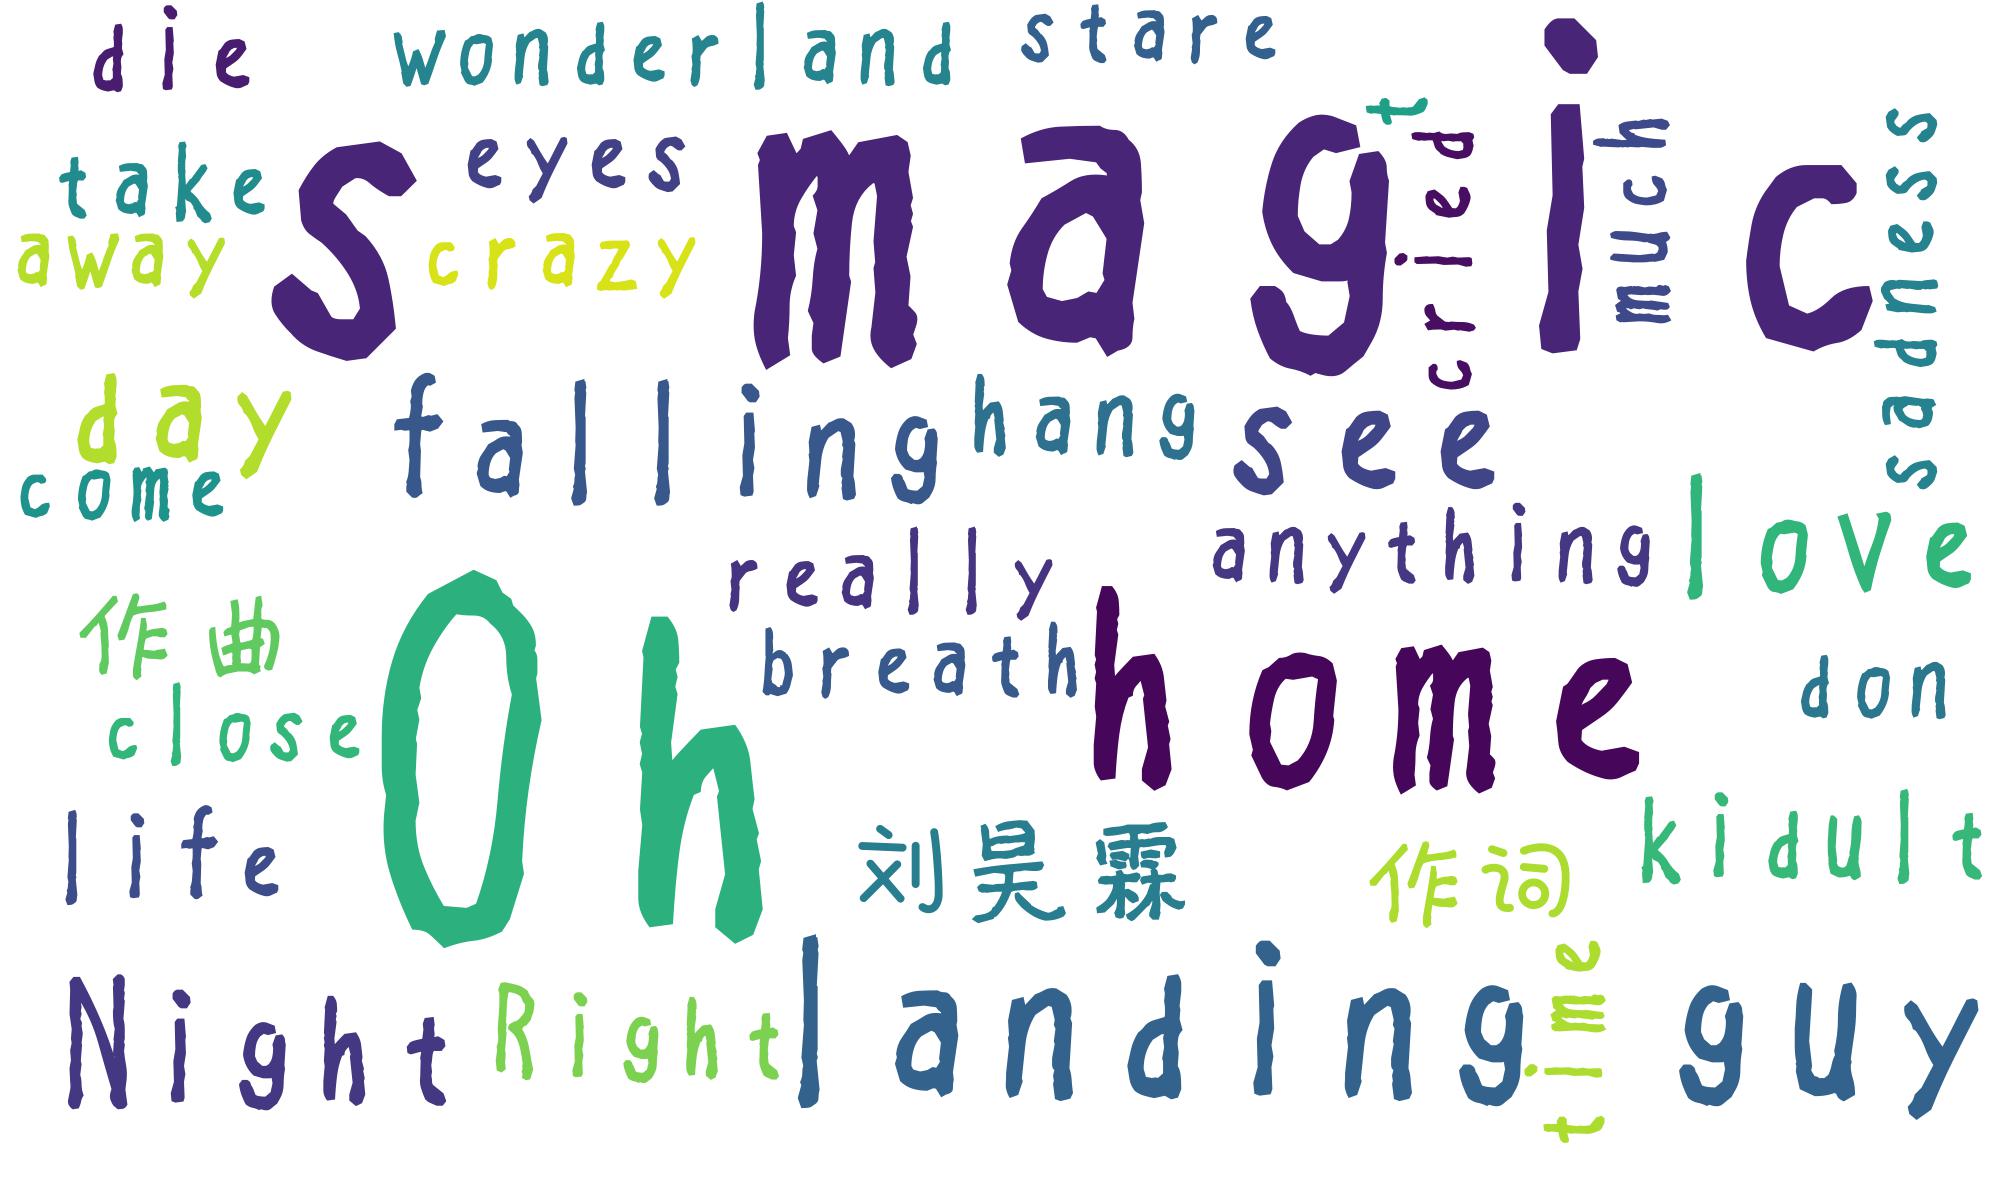 die wonderland stare
s magic
t
take eyes cried much sadness
away crazy
day falling hang see
come
really anything love
作曲 Oh breath home don
close
life 刘昊霖 作词 kidult
Night Right landing time guy